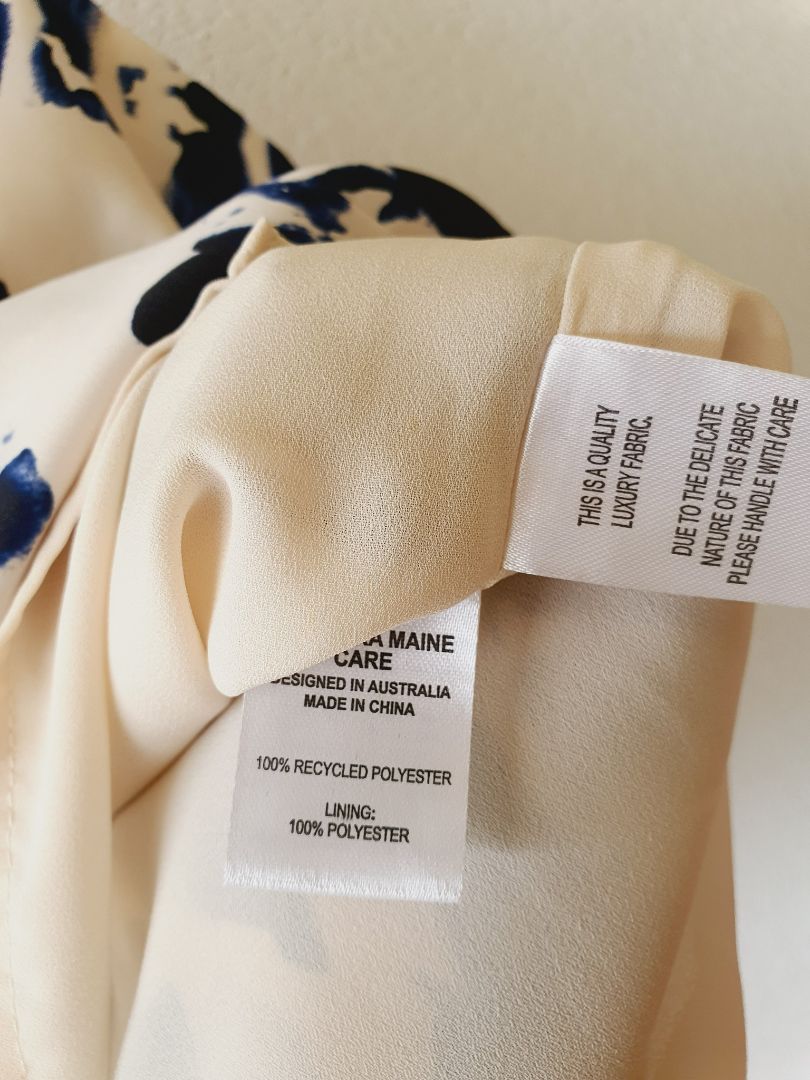 THIS IS A QUALITY
LUXURY FABRIC.
DUE TO THE DELICATE
NATURE OF THIS FABRIC
PLEASE HANDLE WITH CARE
MAINE
CARE
DESIGNED IN AUSTRALIA
MADE IN CHINA
100% RECYCLED POLYESTER
LINING:
100% POLYESTER